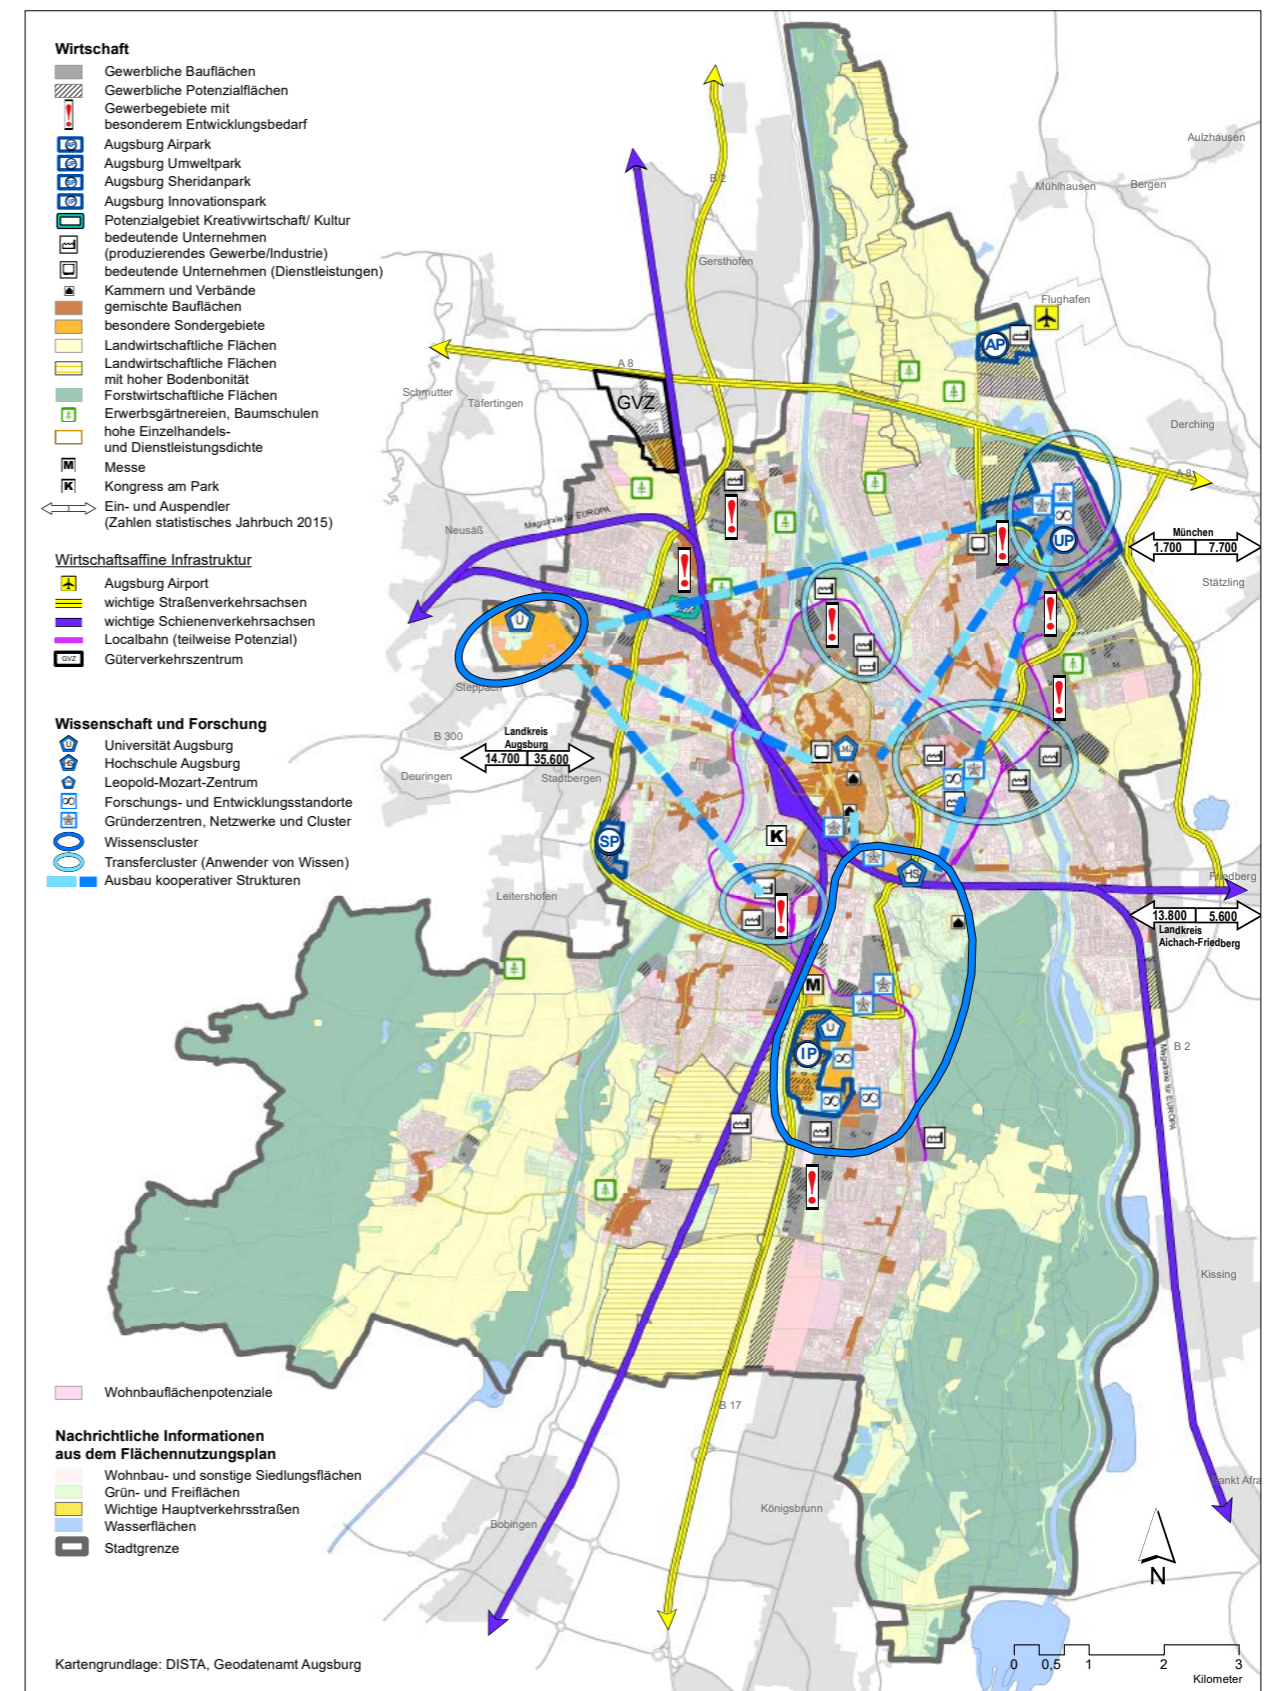 Wirtschaft
Gewerbliche Bauflächen
Gewerbliche Potenzialflächen
Gewerbegebiete mit
besonderem Entwicklungsbedarf
Augsburg Airpark
Augsburg Umweltpark
Augsburg Sheridanpark
Augsburg Innovationspark
Potenzialgebiet Kreativwirtschaft/ Kultur
bedeutende Unternehmen
(produzierendes Gewerbe/Industrie)
bedeutende Unternehmen (Dienstleistungen)
Kammern und Verbände
gemischte Bauflächen
besondere Sondergebiete
Landwirtschaftliche Flächen
Landwirtschaftliche Flächen
mit hoher Bodenbonität
Forstwirtschaftliche Flächen
Erwerbsgärtnereien, Baumschulen
hohe Einzelhandels-
und Dienstleistungsdichte
M Messe
K Kongress am Park
Ein- und Auspendler
(Zahlen statistisches Jahrbuch 2015)
Wirtschaftsaffine Infrastruktur
Augsburg Airport
wichtige Straßenverkehrsachsen
wichtige Schienenverkehrsachsen
Localbahn (teilweise Potenzial)
GVZ Güterverkehrszentrum
Wissenschaft und Forschung
U Universität Augsburg
HS Hochschule Augsburg
Leopold-Mozart-Zentrum
Forschungs- und Entwicklungsstandorte
Gründerzentren, Netzwerke und Cluster
Wissenscluster
Transfercluster (Anwender von Wissen)
Ausbau kooperativer Strukturen
Wohnbauflächenpotenziale
Nachrichtliche Informationen
aus dem Flächennutzungsplan
Wohnbau- und sonstige Siedlungsflächen
Grün- und Freiflächen
Wichtige Hauptverkehrsstraßen
Wasserflächen
Stadtgrenze
Kartengrundlage: DISTA, Geodatenamt Augsburg
Aulzhausen
B 2
Mühlhausen
Bergen
Gersthofen
Flughafen
AP
A 8
Schmutter
Täfertingen
GVZ
Derching
A 8
Neusäß
Magistrale für EUROPA
UP
München
1.700 7.700
Stätzling
U
Steppach
B 300
Landkreis
Augsburg
14.700 35.600
Deuringen
Stadtbergen
LMZ
SP
K
HS
Leitershofen
Friedberg
13.800 5.600
Landkreis
Aichach-Friedberg
M
U
IP
B 2
Magistrale für EUROPA
Kissing
B 17
Sankt Afra
Königsbrunn
Bobingen
N
0 0,5 1 2 3
Kilometer